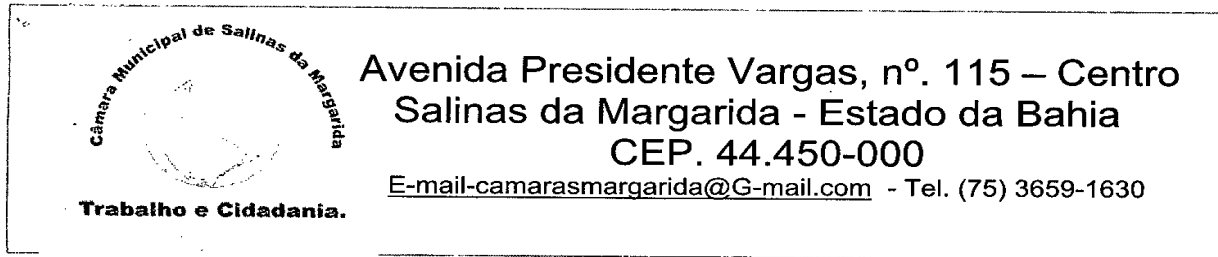 Câmara Municipal de Salinas da Margarida
Trabalho e Cidadania.
Avenida Presidente Vargas, nº. 115 – Centro
Salinas da Margarida - Estado da Bahia
CEP. 44.450-000
E-mail-camarasmargarida@G-mail.com - Tel. (75) 3659-1630